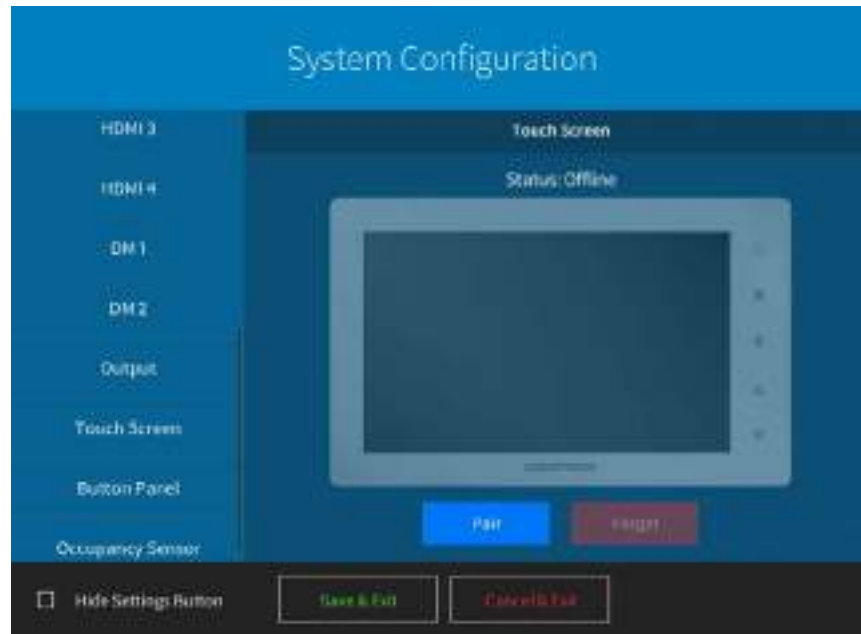 System Configuration
HDMI 3
HDMI 4
DM 1
DM 2
Output
Touch Screen
Button Panel
Occupancy Sensor
Touch Screen
Status: Offline
Pair
Forget
Hide Settings Button
Save & Exit
Cancel & Exit